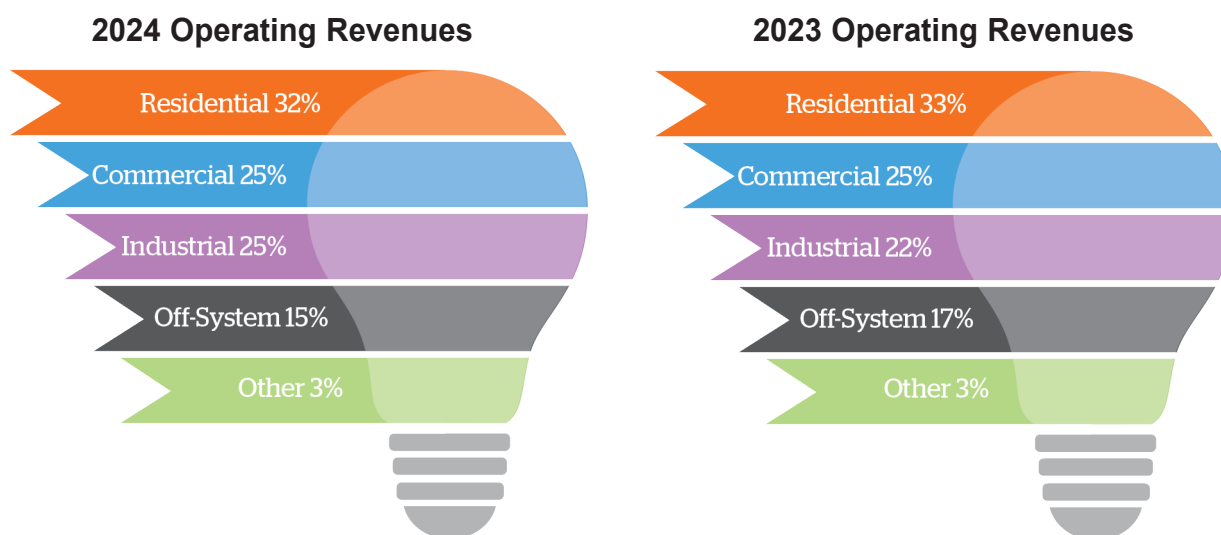 2024 Operating Revenues
Residential 32%
Commercial 25%
Industrial 25%
Off-System 15%
Other 3%
2023 Operating Revenues
Residential 33%
Commercial 25%
Industrial 22%
Off-System 17%
Other 3%